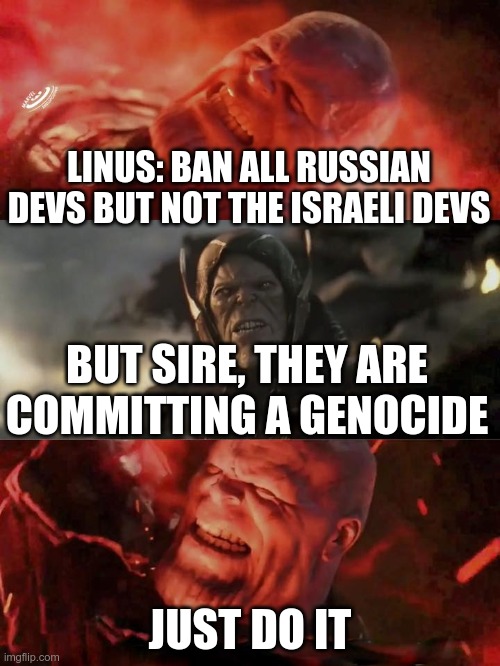 LINUS: BAN ALL RUSSIAN
DEVS BUT NOT THE ISRAELI DEVS
BUT SIRE, THEY ARE
COMMITTING A GENOCIDE
JUST DO IT
imgflip.com